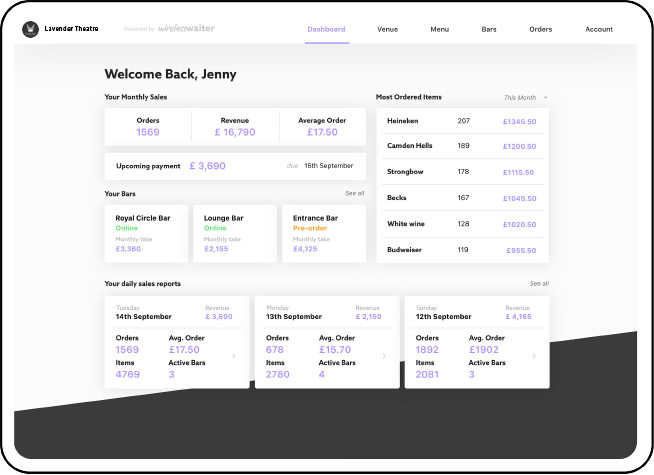 Lavender Theatre
Powered by wirelesswaiter
Dashboard Venue Menu Bars Orders Account
Welcome Back, Jenny
Your Monthly Sales
Orders Revenue Average Order
1569 £ 16,790 £17.50
Upcoming payment £ 3,690 due 15th September
Your Bars See all
Royal Circle Bar
Online
Monthly take
£3,360
Lounge Bar
Online
Monthly take
£2,155
Entrance Bar
Pre-order
Monthly take
£4,125
Most Ordered Items This Month
Heineken 207 £1345.50
Camden Hells 189 £1200.50
Strongbow 178 £1115.50
Becks 167 £1045.50
White wine 128 £1020.50
Budweiser 119 £955.50
Your daily sales reports See all
Tuesday Revenue
14th September £ 3,690
Orders Avg. Order
1569 £17.50
Items Active Bars
4769 3
Monday Revenue
13th September £ 2,150
Orders Avg. Order
678 £15.70
Items Active Bars
2780 4
Sunday Revenue
12th September £ 4,165
Orders Avg. Order
1892 £1902
Items Active Bars
2081 3